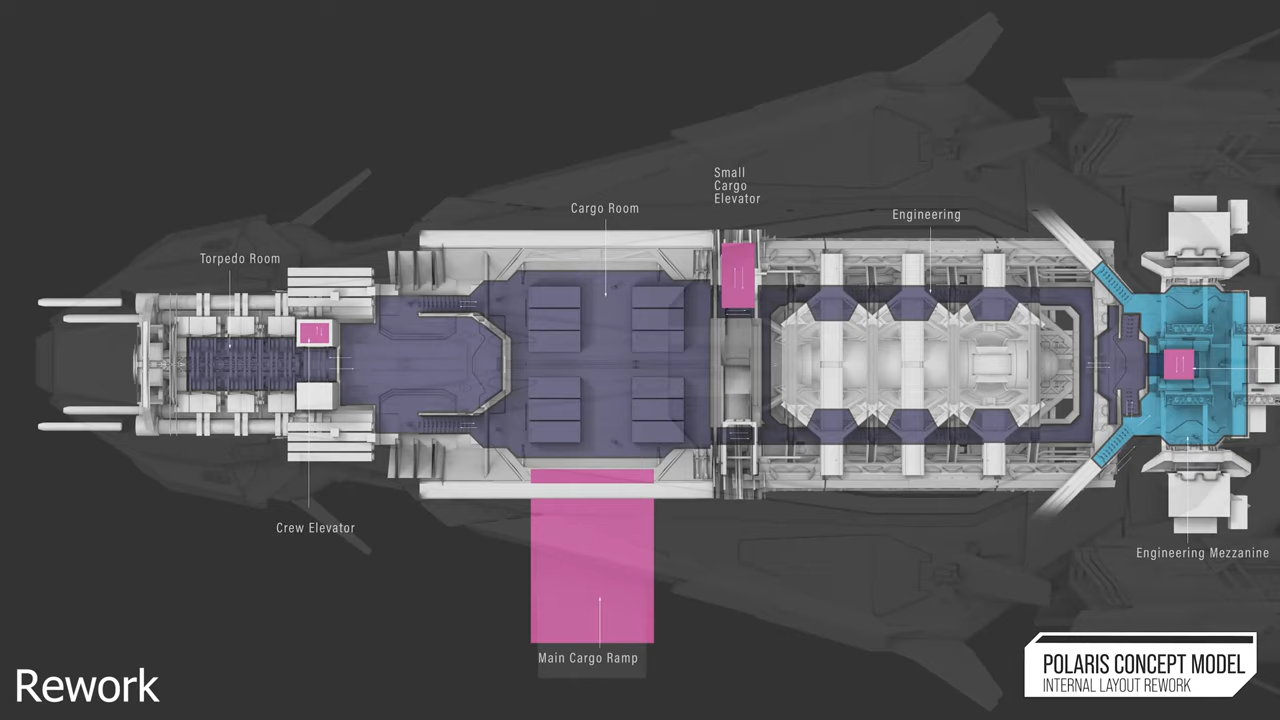 Small
Cargo
Elevator
Cargo Room
Engineering
Torpedo Room
Crew Elevator
Engineering Mezzanine
Main Cargo Ramp
Rework
POLARIS CONCEPT MODEL
INTERNAL LAYOUT REWORK